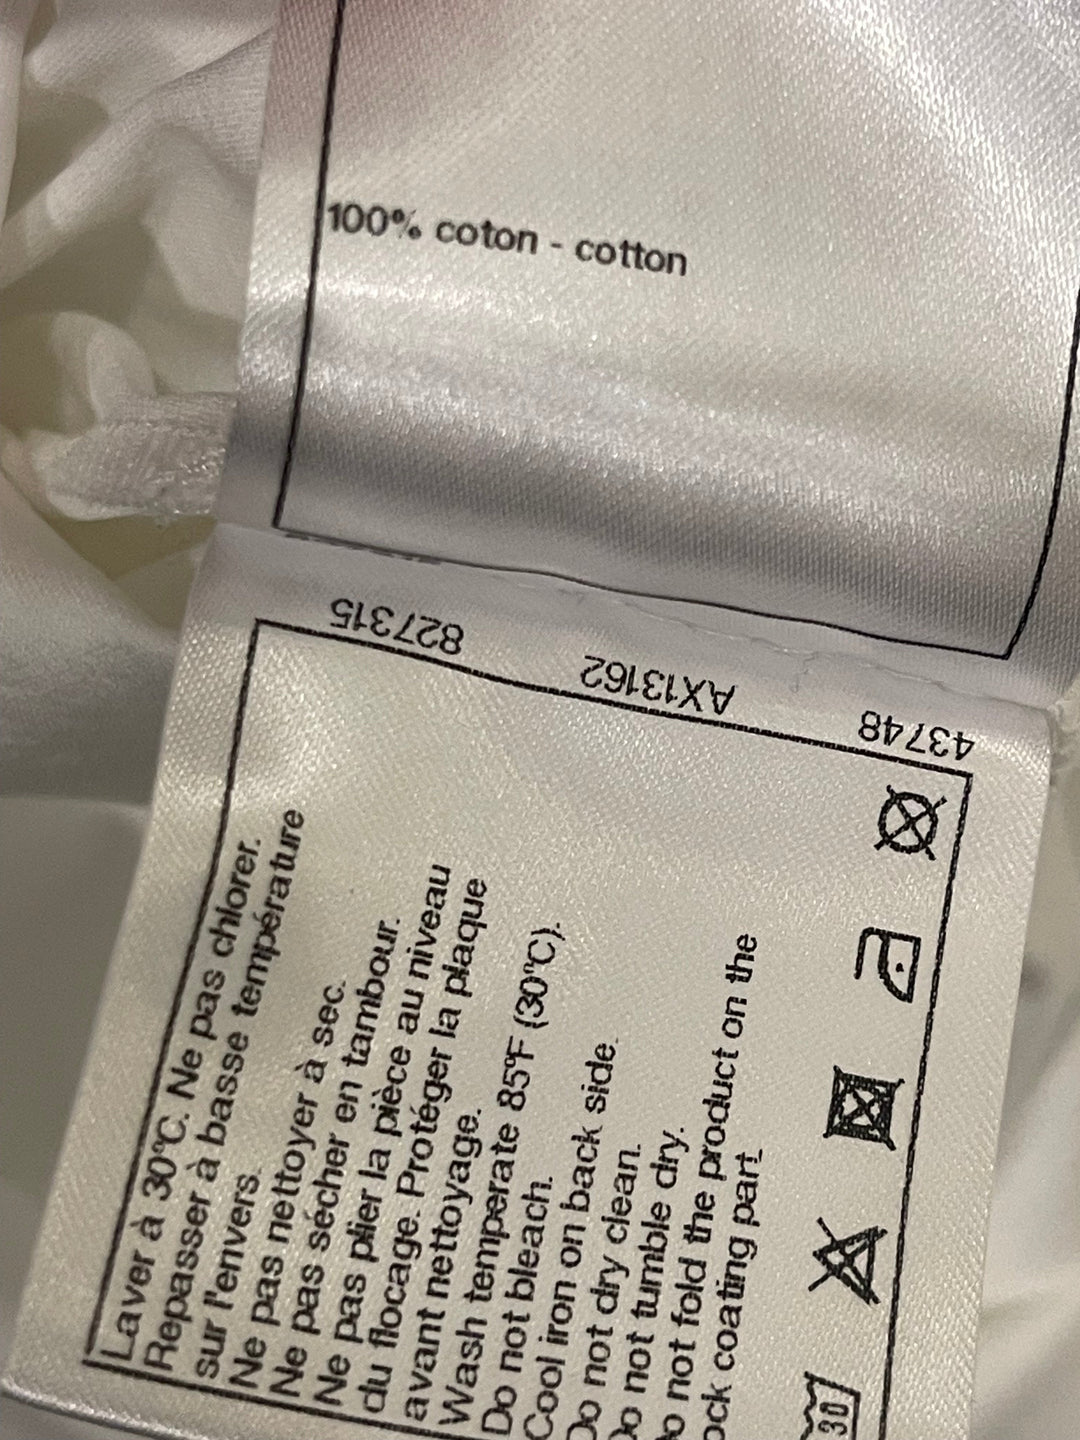 100% coton - cotton
827315
AX13162
43748
Laver à 30°C. Ne pas chlorer.
Repasser à basse température
sur l'envers.
Ne pas nettoyer à sec.
Ne pas sécher en tambour.
Ne pas plier la pièce au niveau
du flocage. Protéger la plaque
avant nettoyage.
Wash temperate 85°F (30°C).
Do not bleach.
Cool iron on back side.
Do not dry clean.
Do not tumble dry.
o not fold the product on the
ock coating part.
30